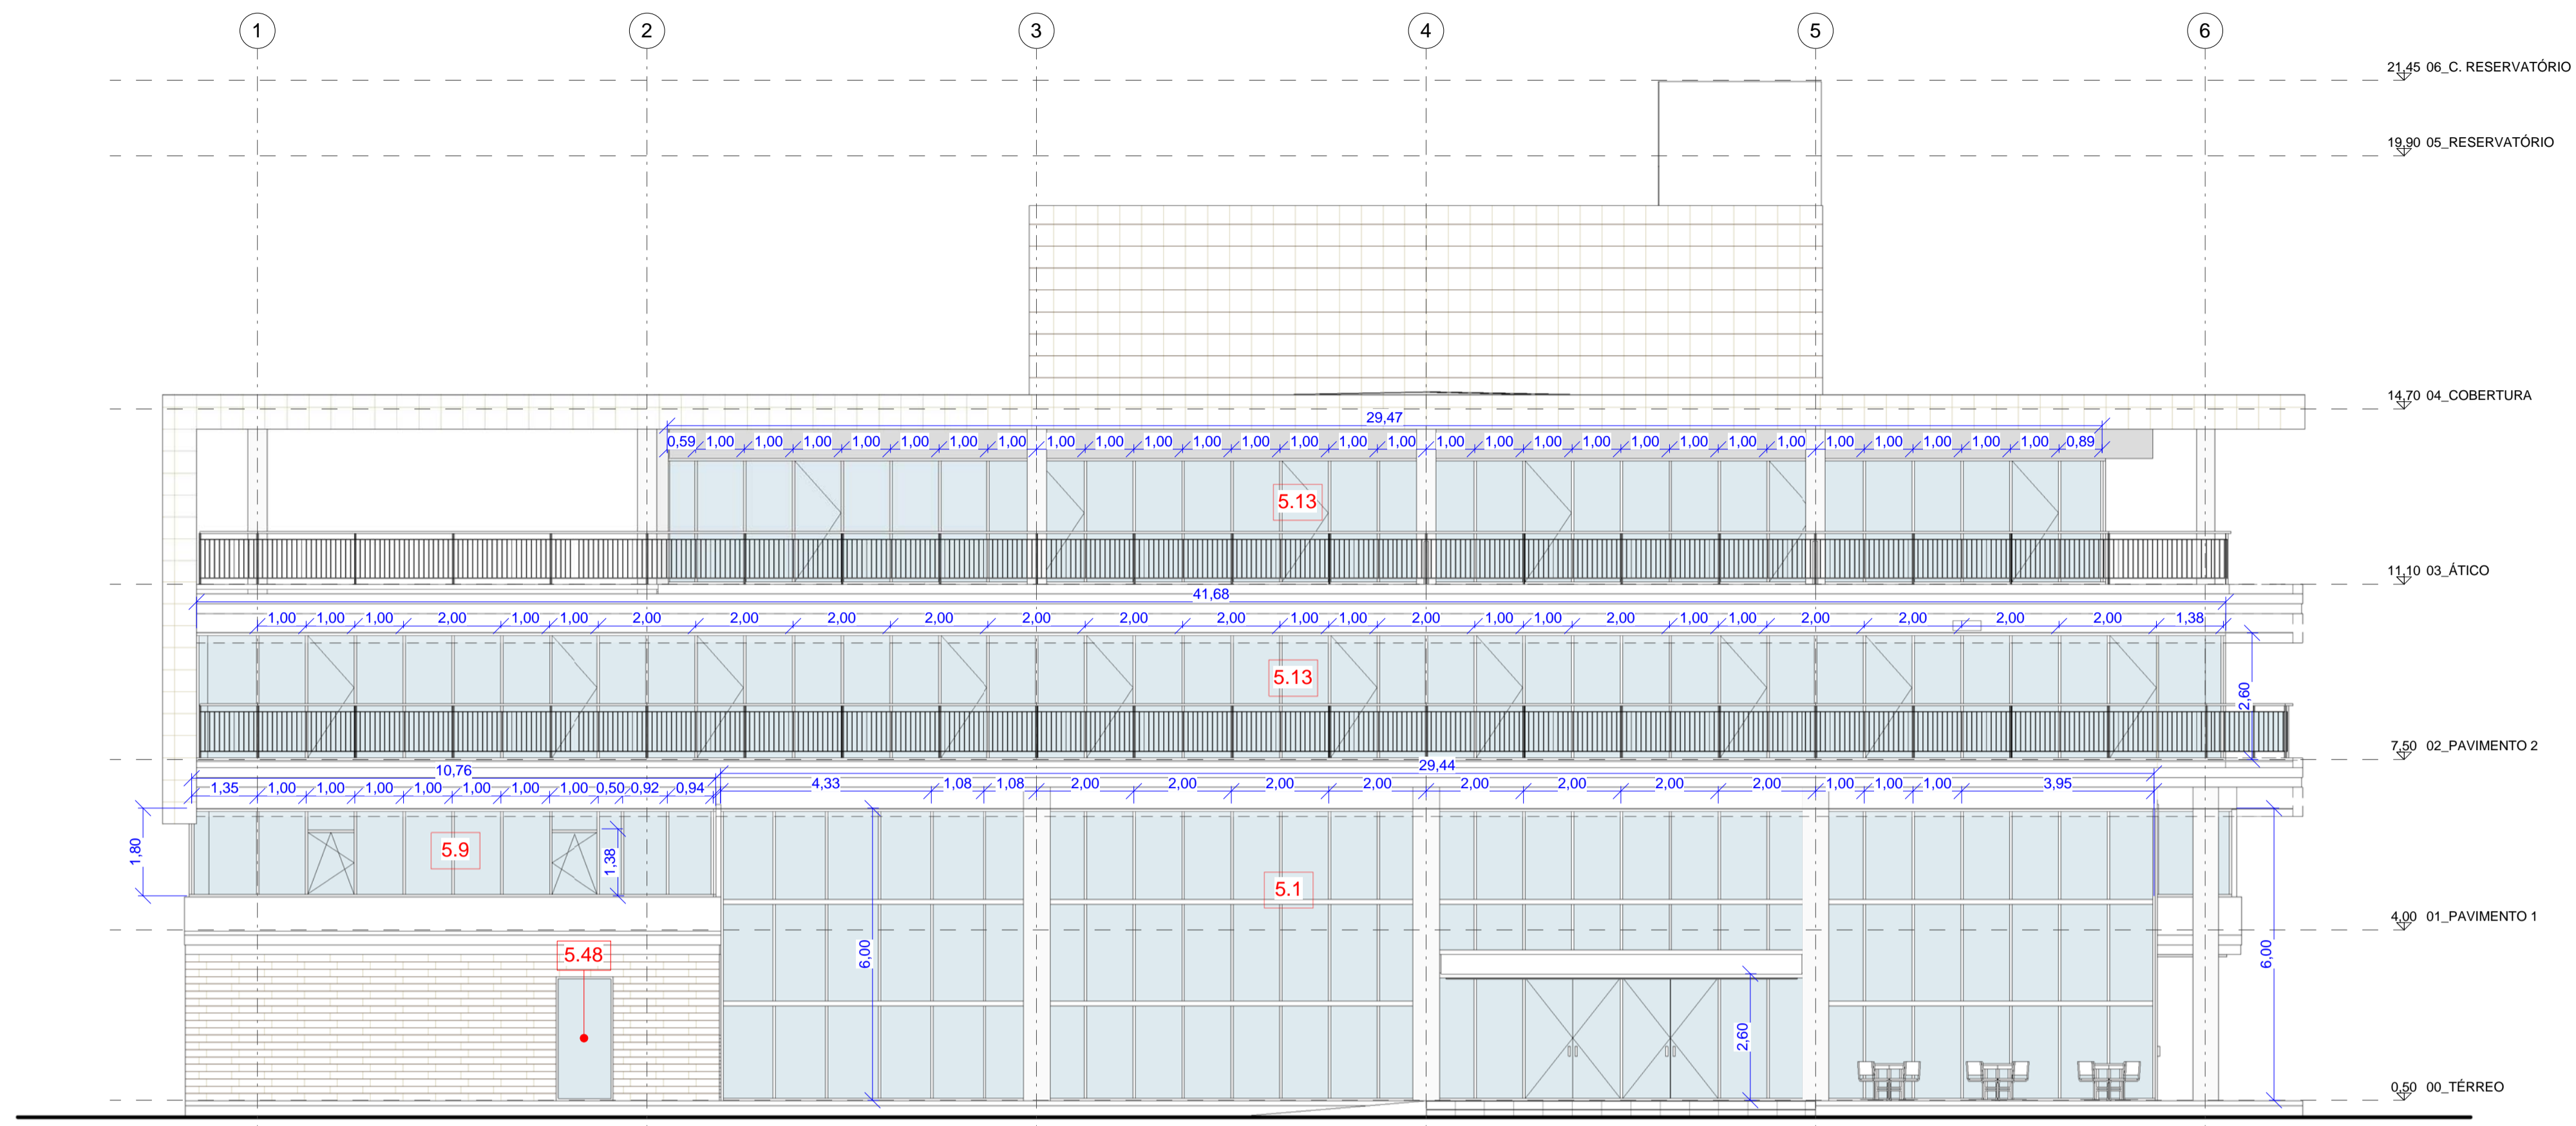 1 2 3 4 5 6
21,45 06_C. RESERVATÓRIO
19,90 05_RESERVATÓRIO
14,70 04_COBERTURA
29,47
0,59 1,00 1,00 1,00 1,00 1,00 1,00 1,00 1,00 1,00 1,00 1,00 1,00 1,00 1,00 1,00 1,00 1,00 1,00 1,00 1,00 1,00 1,00 1,00 1,00 1,00 1,00 1,00 0,89
5.13
11,10 03_ÁTICO
41,68
1,00 1,00 1,00 2,00 1,00 1,00 2,00 2,00 2,00 2,00 2,00 2,00 2,00 1,00 1,00 2,00 1,00 1,00 2,00 1,00 1,00 2,00 2,00 2,00 2,00 1,38
5.13
2,60
7,50 02_PAVIMENTO 2
10,76 29,44
1,35 1,00 1,00 1,00 1,00 1,00 1,00 1,00 0,50 0,92 0,94 4,33 1,08 1,08 2,00 2,00 2,00 2,00 2,00 2,00 2,00 2,00 1,00 1,00 1,00 3,95
1,80
5.9
1,38
5.1
4,00 01_PAVIMENTO 1
5.48
6,00
6,00
2,60
0,50 00_TÉRREO